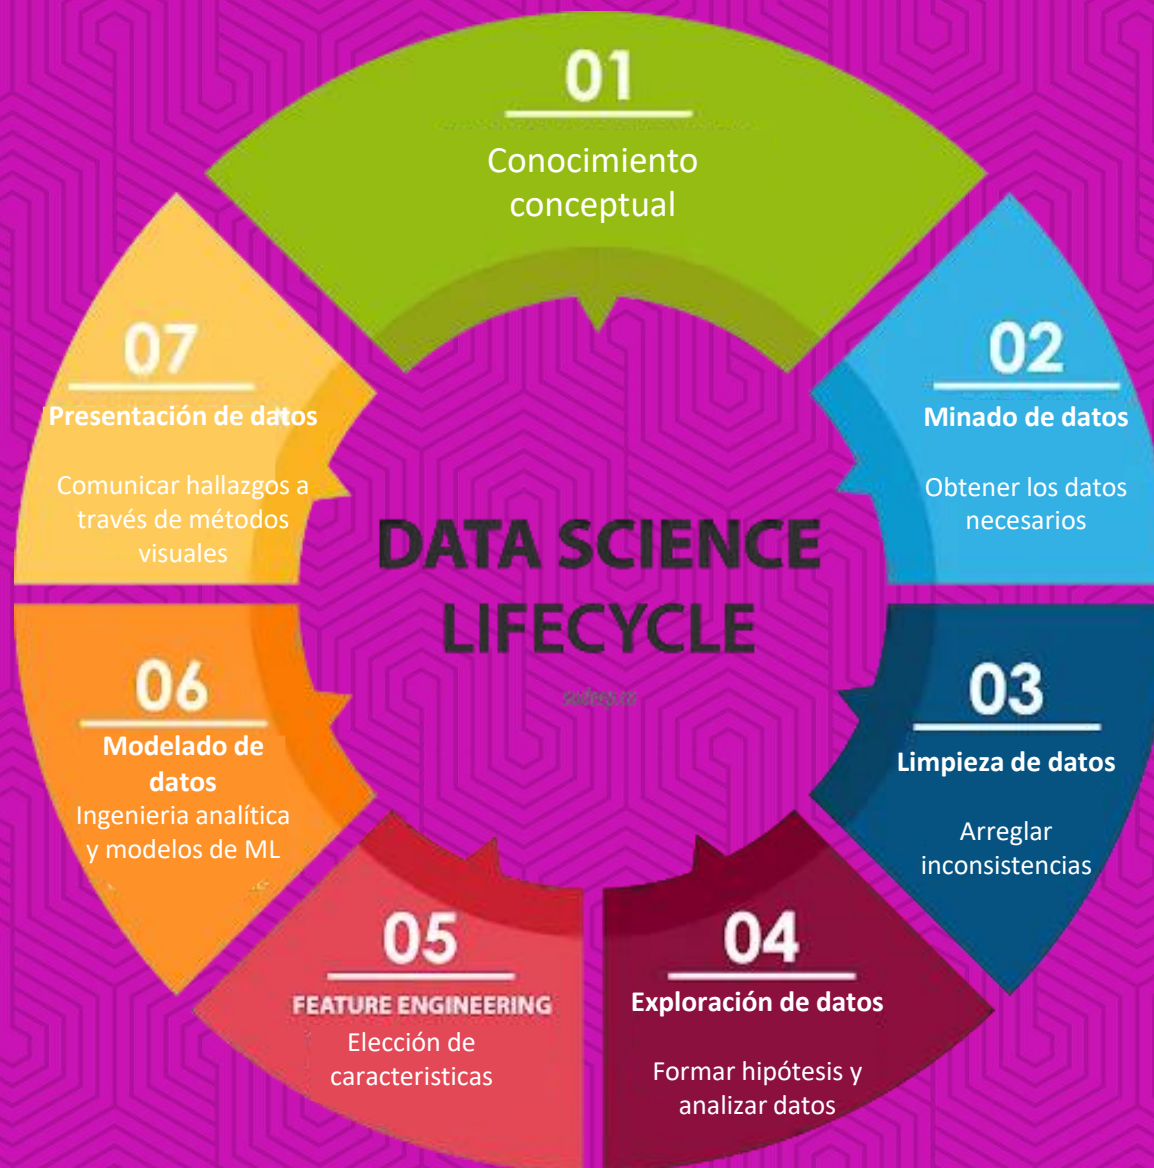 01
Conocimiento
conceptual
02
Minado de datos
Obtener los datos
necesarios
03
Limpieza de datos
Arreglar
inconsistencias
04
Exploración de datos
Formar hipótesis y
analizar datos
05
FEATURE ENGINEERING
Elección de
caracteristicas
06
Modelado de
datos
Ingenieria analítica
y modelos de ML
07
Presentación de datos
Comunicar hallazgos a
través de métodos
visuales
DATA SCIENCE
LIFECYCLE
sudeep.co